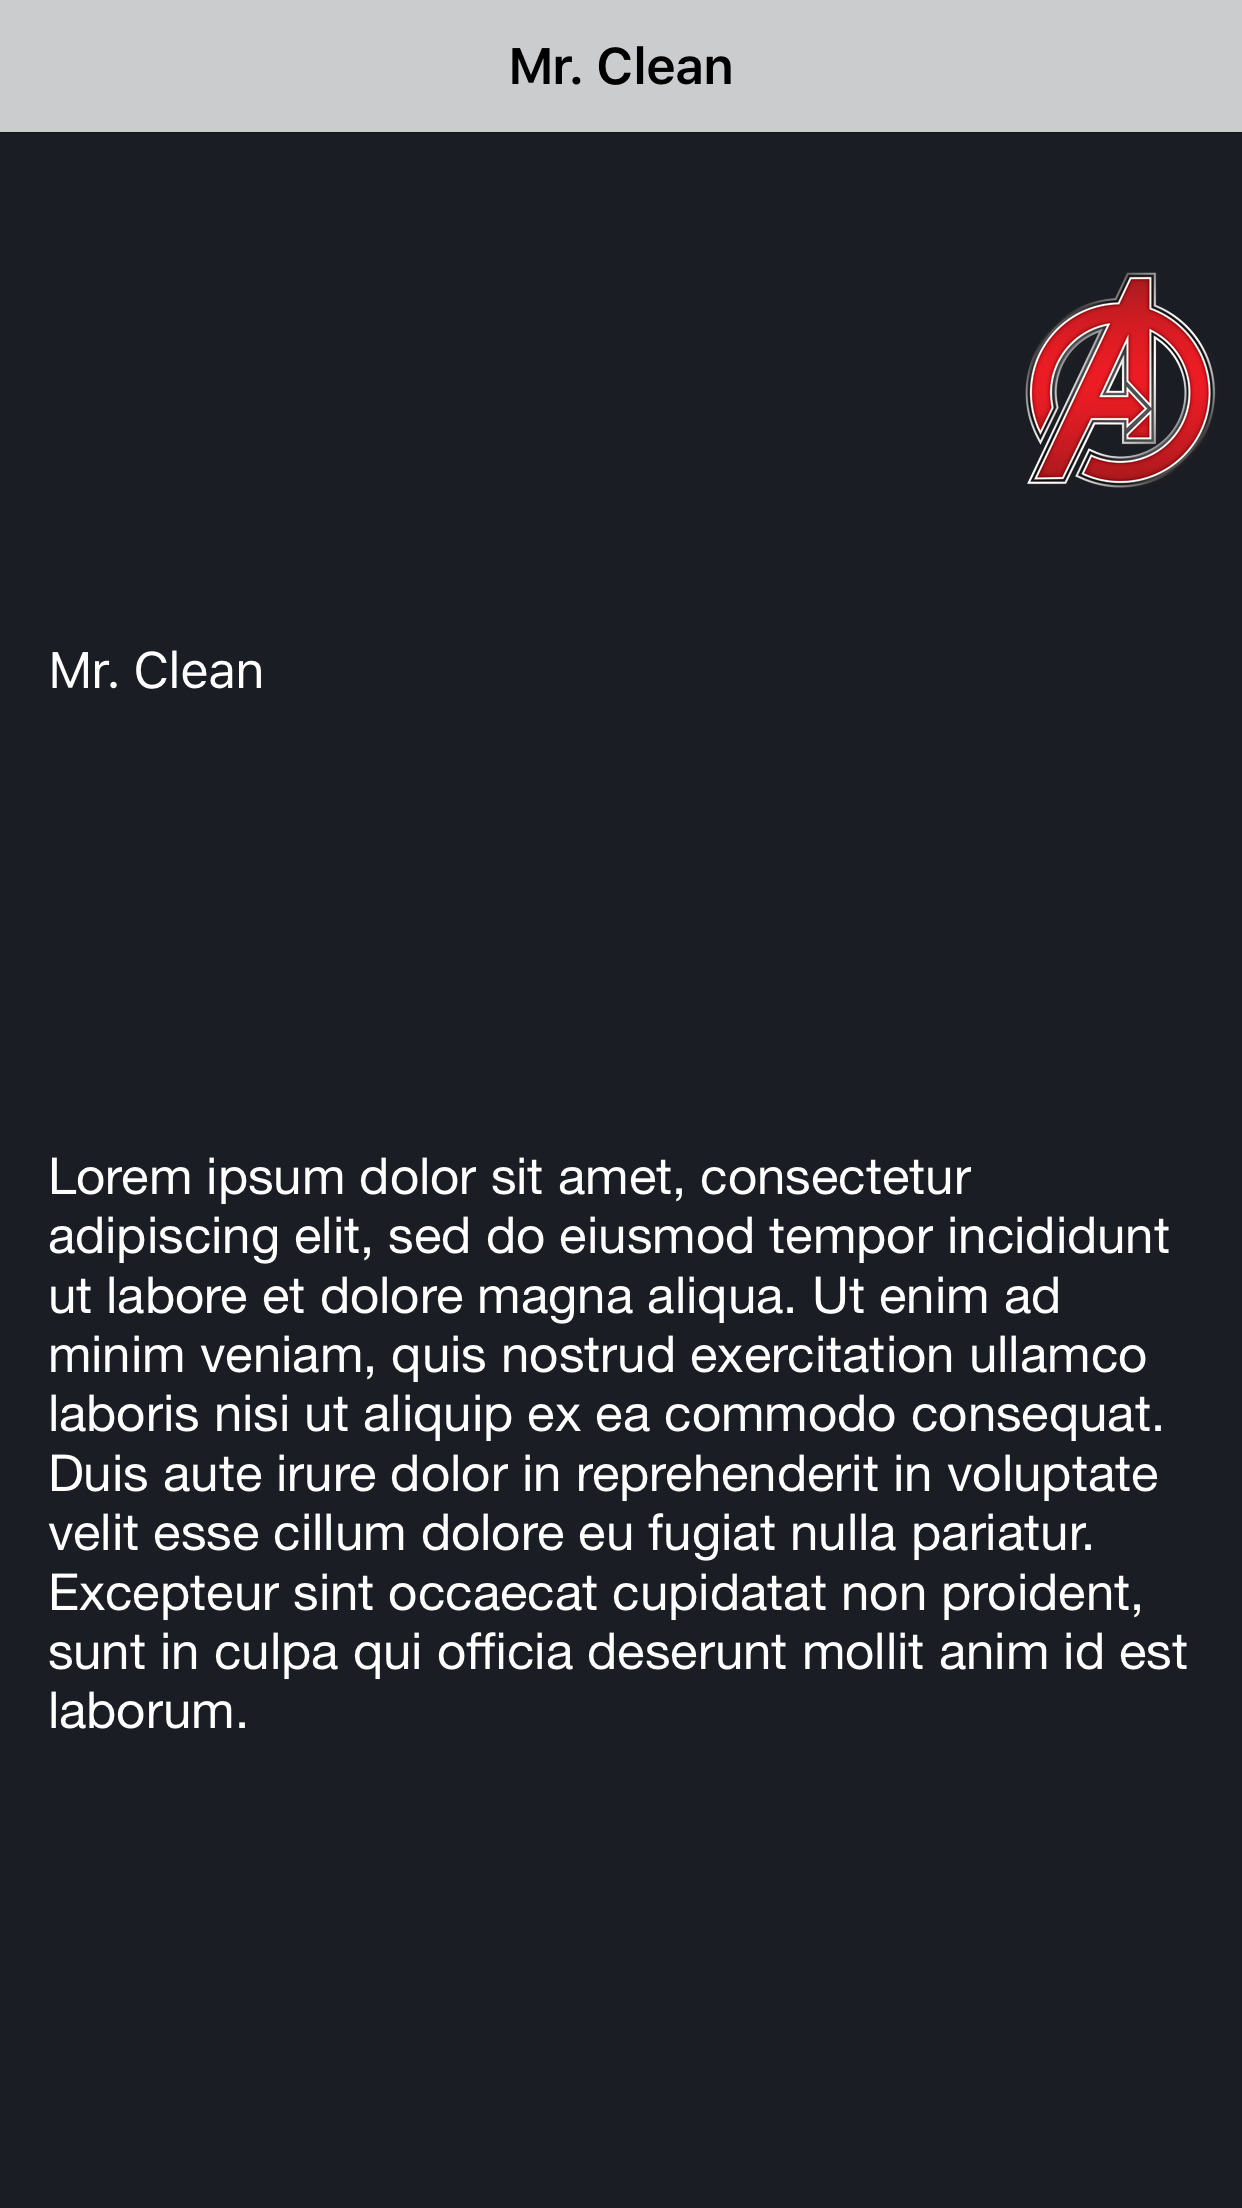 Mr. Clean
Mr. Clean
Lorem ipsum dolor sit amet, consectetur
adipiscing elit, sed do eiusmod tempor incididunt
ut labore et dolore magna aliqua. Ut enim ad
minim veniam, quis nostrud exercitation ullamco
laboris nisi ut aliquip ex ea commodo consequat.
Duis aute irure dolor in reprehenderit in voluptate
velit esse cillum dolore eu fugiat nulla pariatur.
Excepteur sint occaecat cupidatat non proident,
sunt in culpa qui officia deserunt mollit anim id est
laborum.